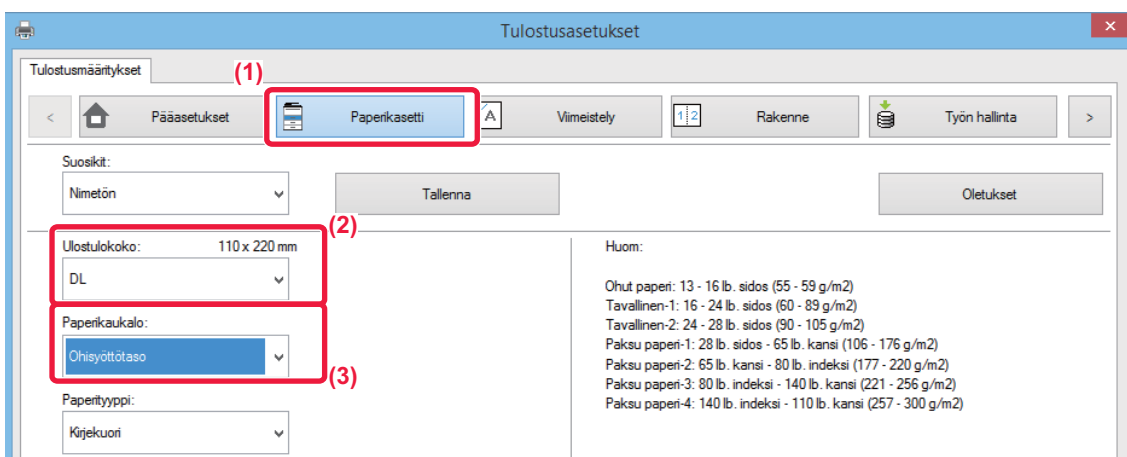 Tulostusasetukset
×
Tulostusmääritykset
(1)
<
Pääasetukset
Paperikasetti
A
Viimeistely
1 2
Rakenne
Työn hallinta
>
Suosikit:
Nimetön
Tallenna
Oletukset
(2)
Ulostulokoko: 110 x 220 mm
DL
Paperikaukalo:
Ohisyöttötaso
(3)
Paperityyppi:
Kirjekuori
Huom:
Ohut paperi: 13 - 16 lb. sidos (55 - 59 g/m2)
Tavallinen-1: 16 - 24 lb. sidos (60 - 89 g/m2)
Tavallinen-2: 24 - 28 lb. sidos (90 - 105 g/m2)
Paksu paperi-1: 28 lb. sidos - 65 lb. kansi (106 - 176 g/m2)
Paksu paperi-2: 65 lb. kansi - 80 lb. indeksi (177 - 220 g/m2)
Paksu paperi-3: 80 lb. indeksi - 140 lb. kansi (221 - 256 g/m2)
Paksu paperi-4: 140 lb. indeksi - 110 lb. kansi (257 - 300 g/m2)